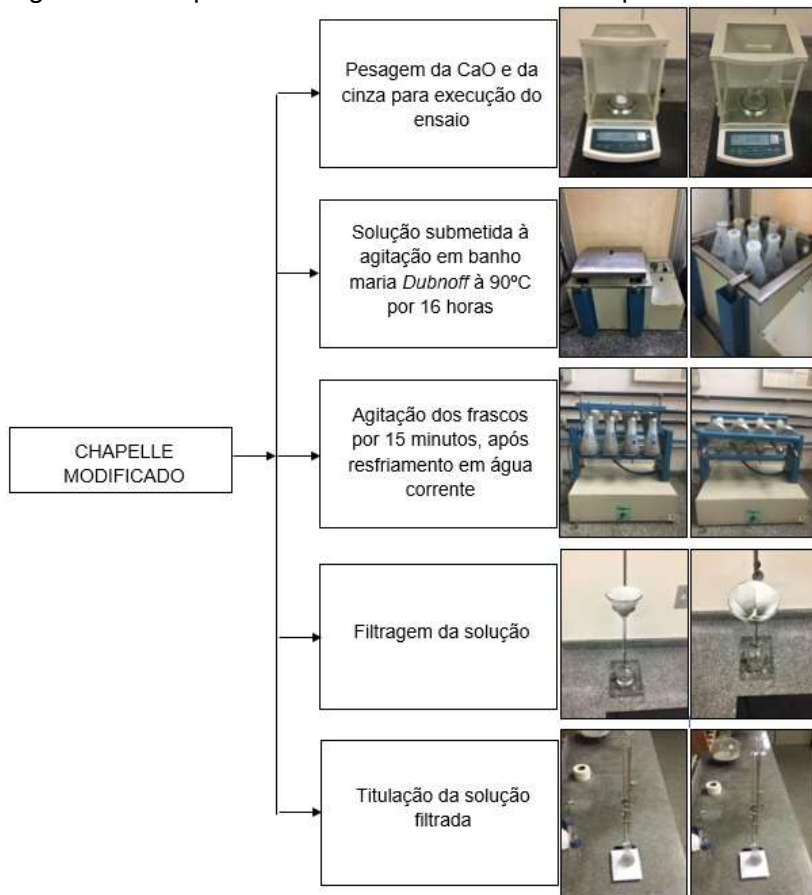 Pesagem da CaO e da
cinza para execução do
ensaio
Solução submetida à
agitação em banho
maria Dubnoff à 90ºC
por 16 horas
CHAPELLE
MODIFICADO
Agitação dos frascos
por 15 minutos, após
resfriamento em água
corrente
Filtragem da solução
Titulação da solução
filtrada